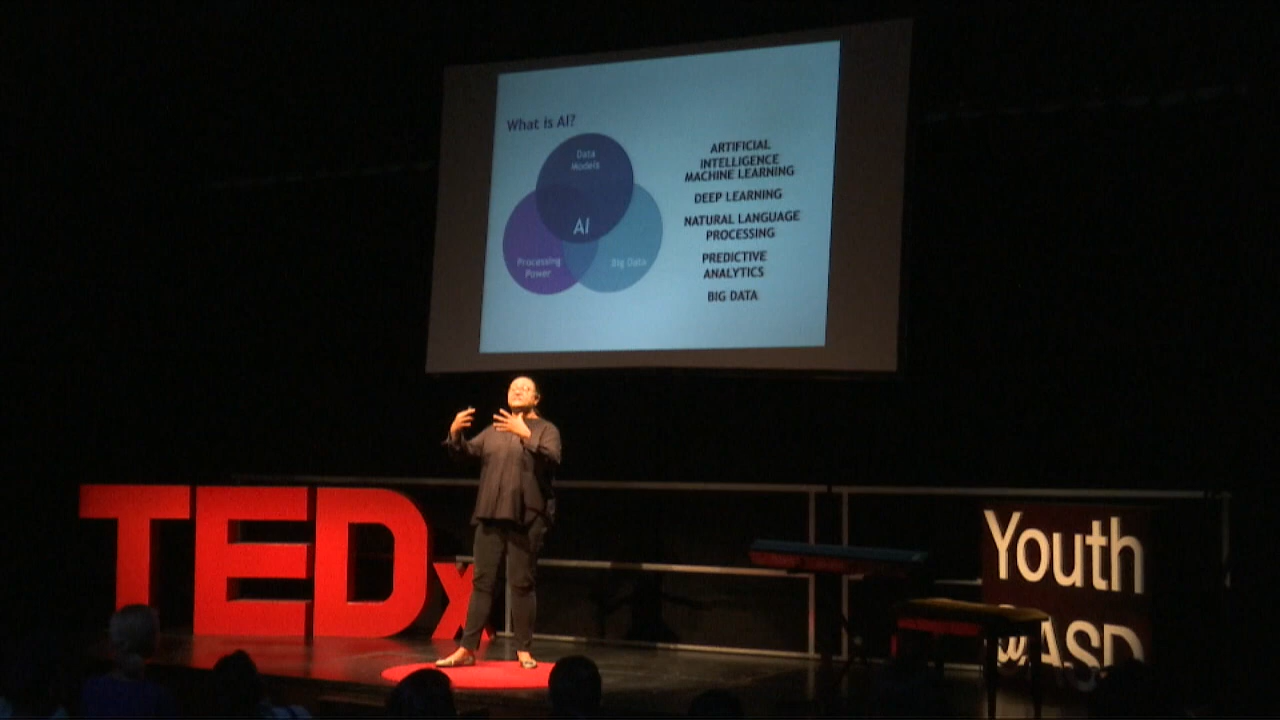 What is AI?
Data
Models
AI
Processing
Power
Big Data
ARTIFICIAL
INTELLIGENCE
MACHINE LEARNING
DEEP LEARNING
NATURAL LANGUAGE
PROCESSING
PREDICTIVE
ANALYTICS
BIG DATA
TEDx
Youth
@ASD